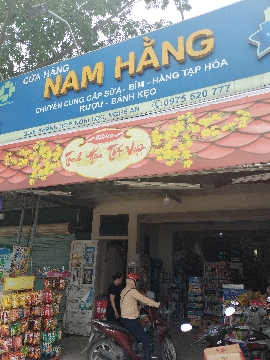 CỬA HÀNG
NAM HẰNG
CHUYÊN CUNG CẤP SỮA - BỈM - HÀNG TẠP HÓA
RƯỢU - BÁNH KẸO
0975 520 777
Bibica
Tinh Hoa Tết Việt